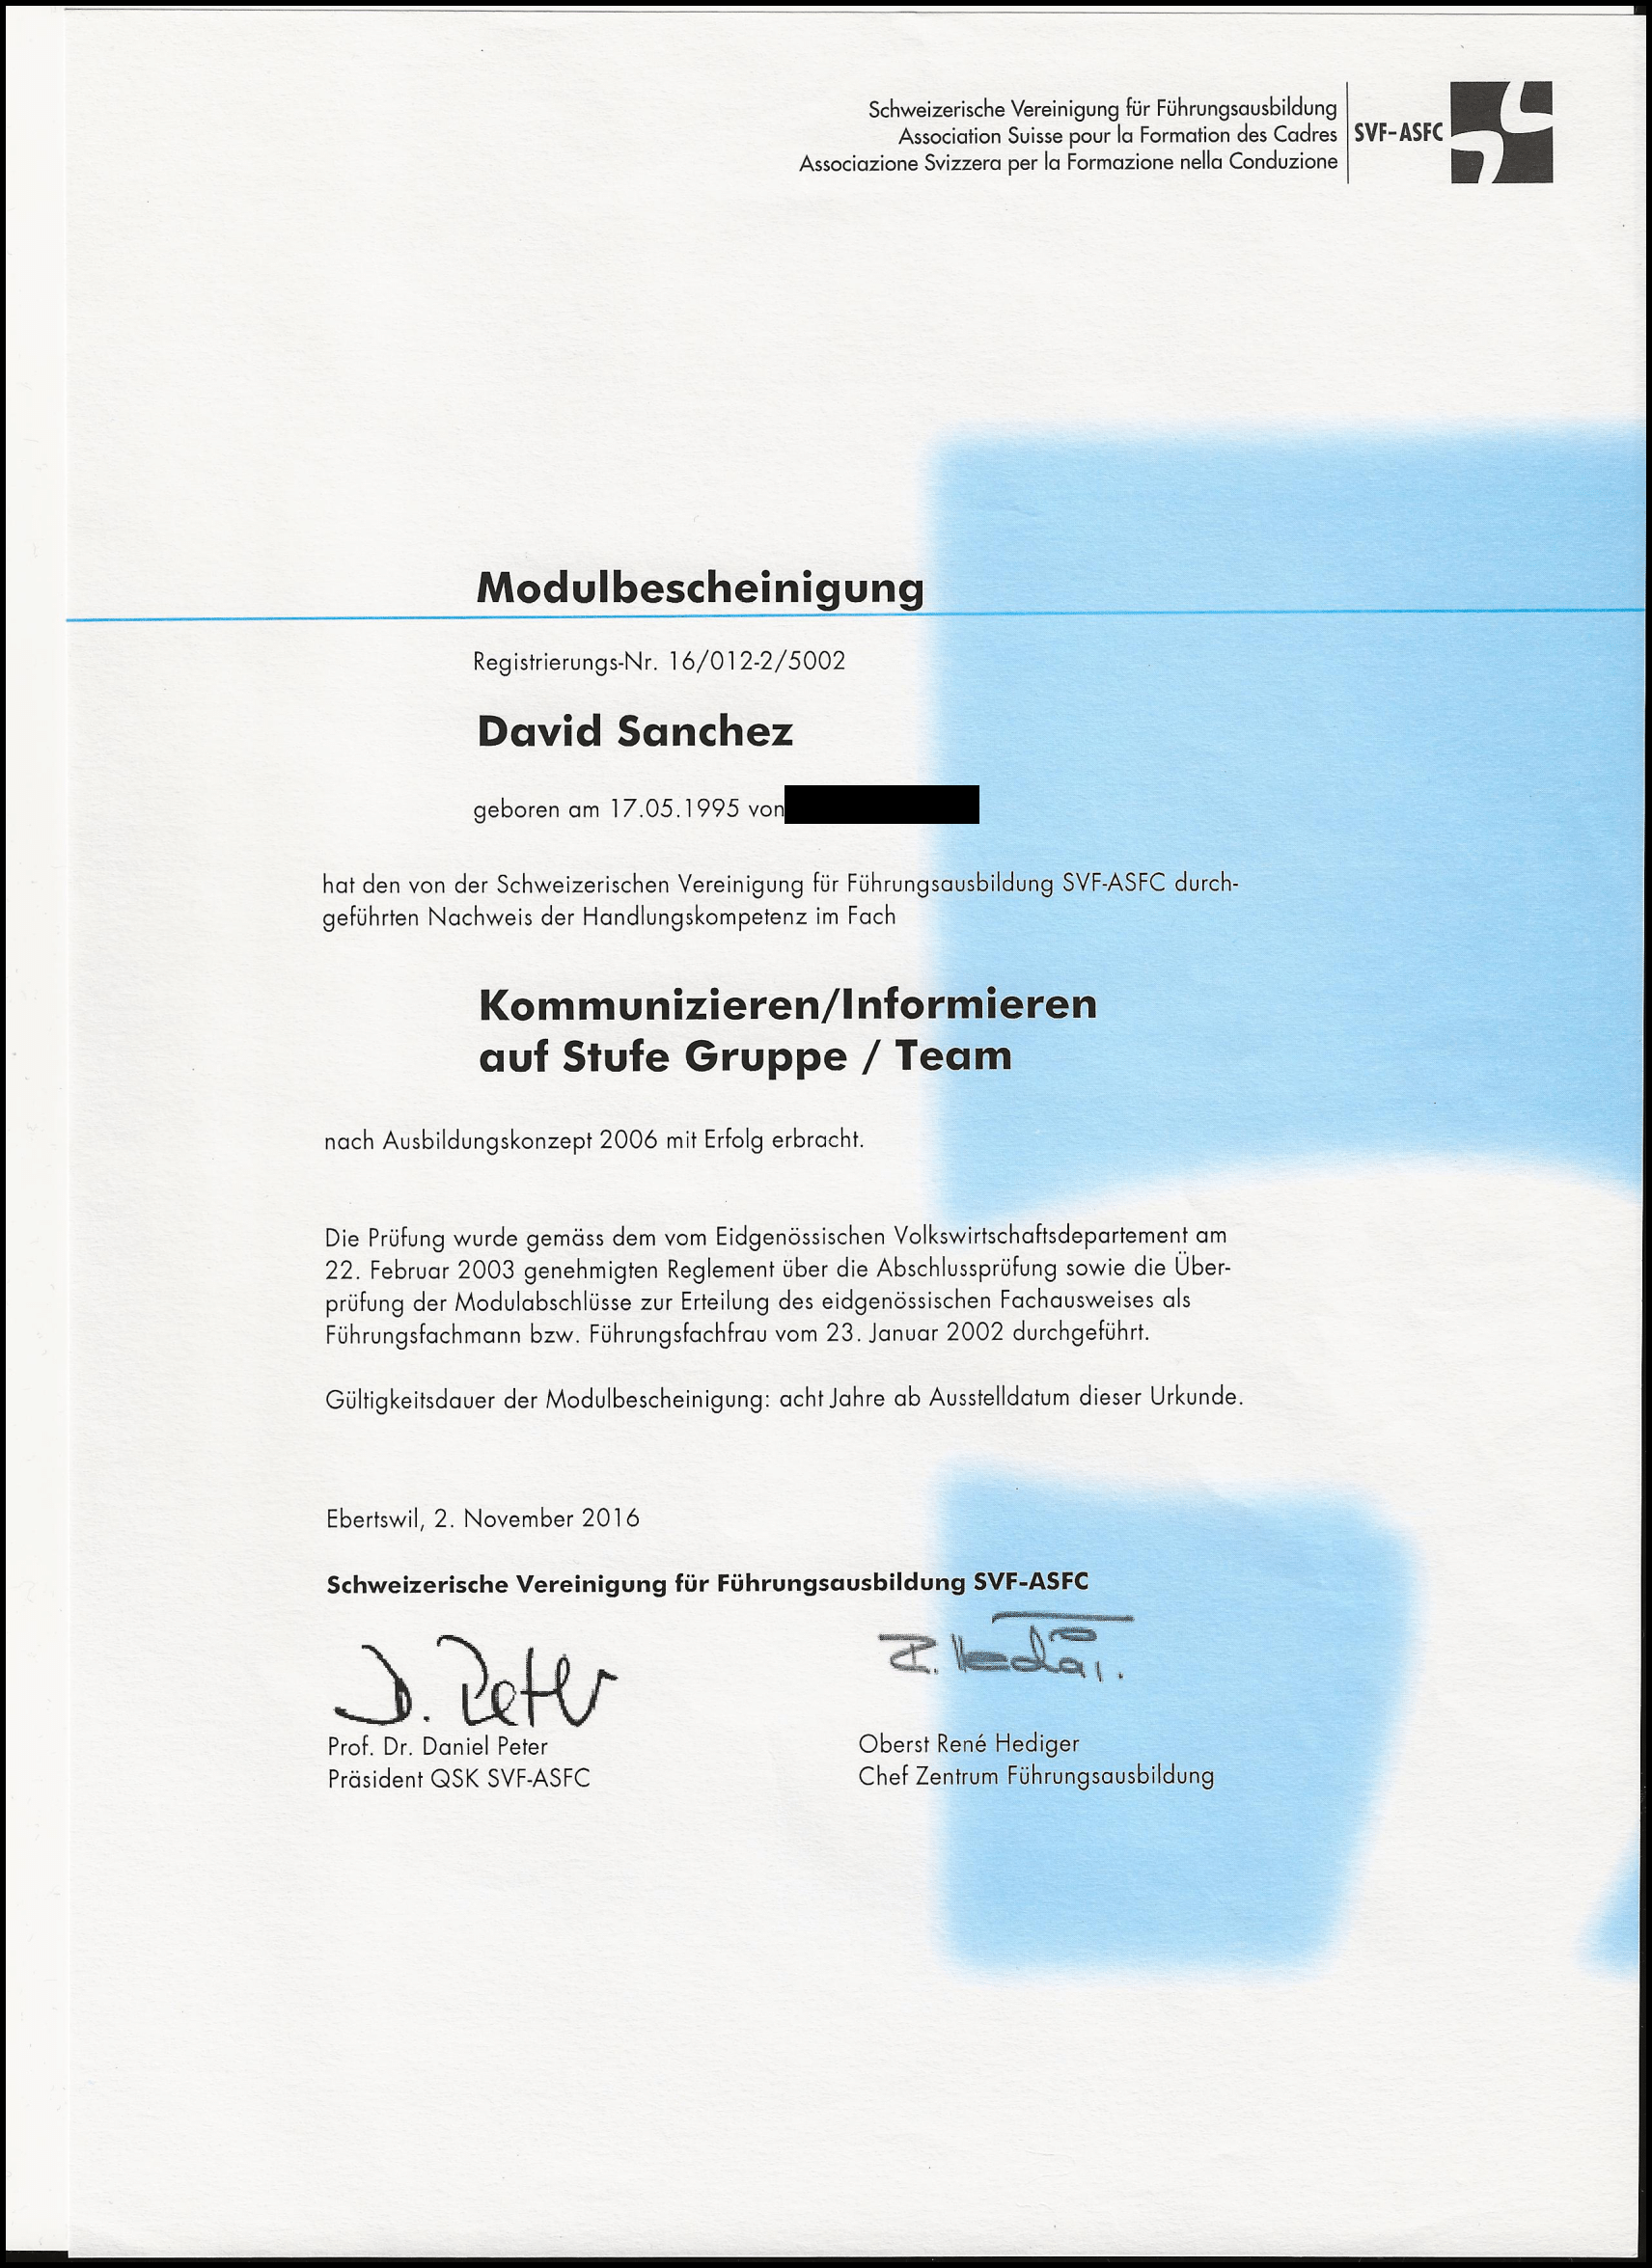 Schweizerische Vereinigung für Führungsausbildung
Association Suisse pour la Formation des Cadres
Associazione Svizzera per la Formazione nella Conduzione
SVF-ASFC
Modulbescheinigung
Registrierungs-Nr. 16/012-2/5002
David Sanchez
geboren am 17.05.1995 von
hat den von der Schweizerischen Vereinigung für Führungsausbildung SVF-ASFC durch-
geführten Nachweis der Handlungskompetenz im Fach
Kommunizieren/Informieren
auf Stufe Gruppe / Team
nach Ausbildungskonzept 2006 mit Erfolg erbracht.
Die Prüfung wurde gemäss dem vom Eidgenössischen Volkswirtschaftsdepartement am
22. Februar 2003 genehmigten Reglement über die Abschlussprüfung sowie die Über-
prüfung der Modulabschlüsse zur Erteilung des eidgenössischen Fachausweises als
Führungsfachmann bzw. Führungsfachfrau vom 23. Januar 2002 durchgeführt.
Gültigkeitsdauer der Modulbescheinigung: acht Jahre ab Ausstelldatum dieser Urkunde.
Ebertswil, 2. November 2016
Schweizerische Vereinigung für Führungsausbildung SVF-ASFC
D. Peter
Prof. Dr. Daniel Peter
Präsident QSK SVF-ASFC
Oberst René Hediger
Chef Zentrum Führungsausbildung